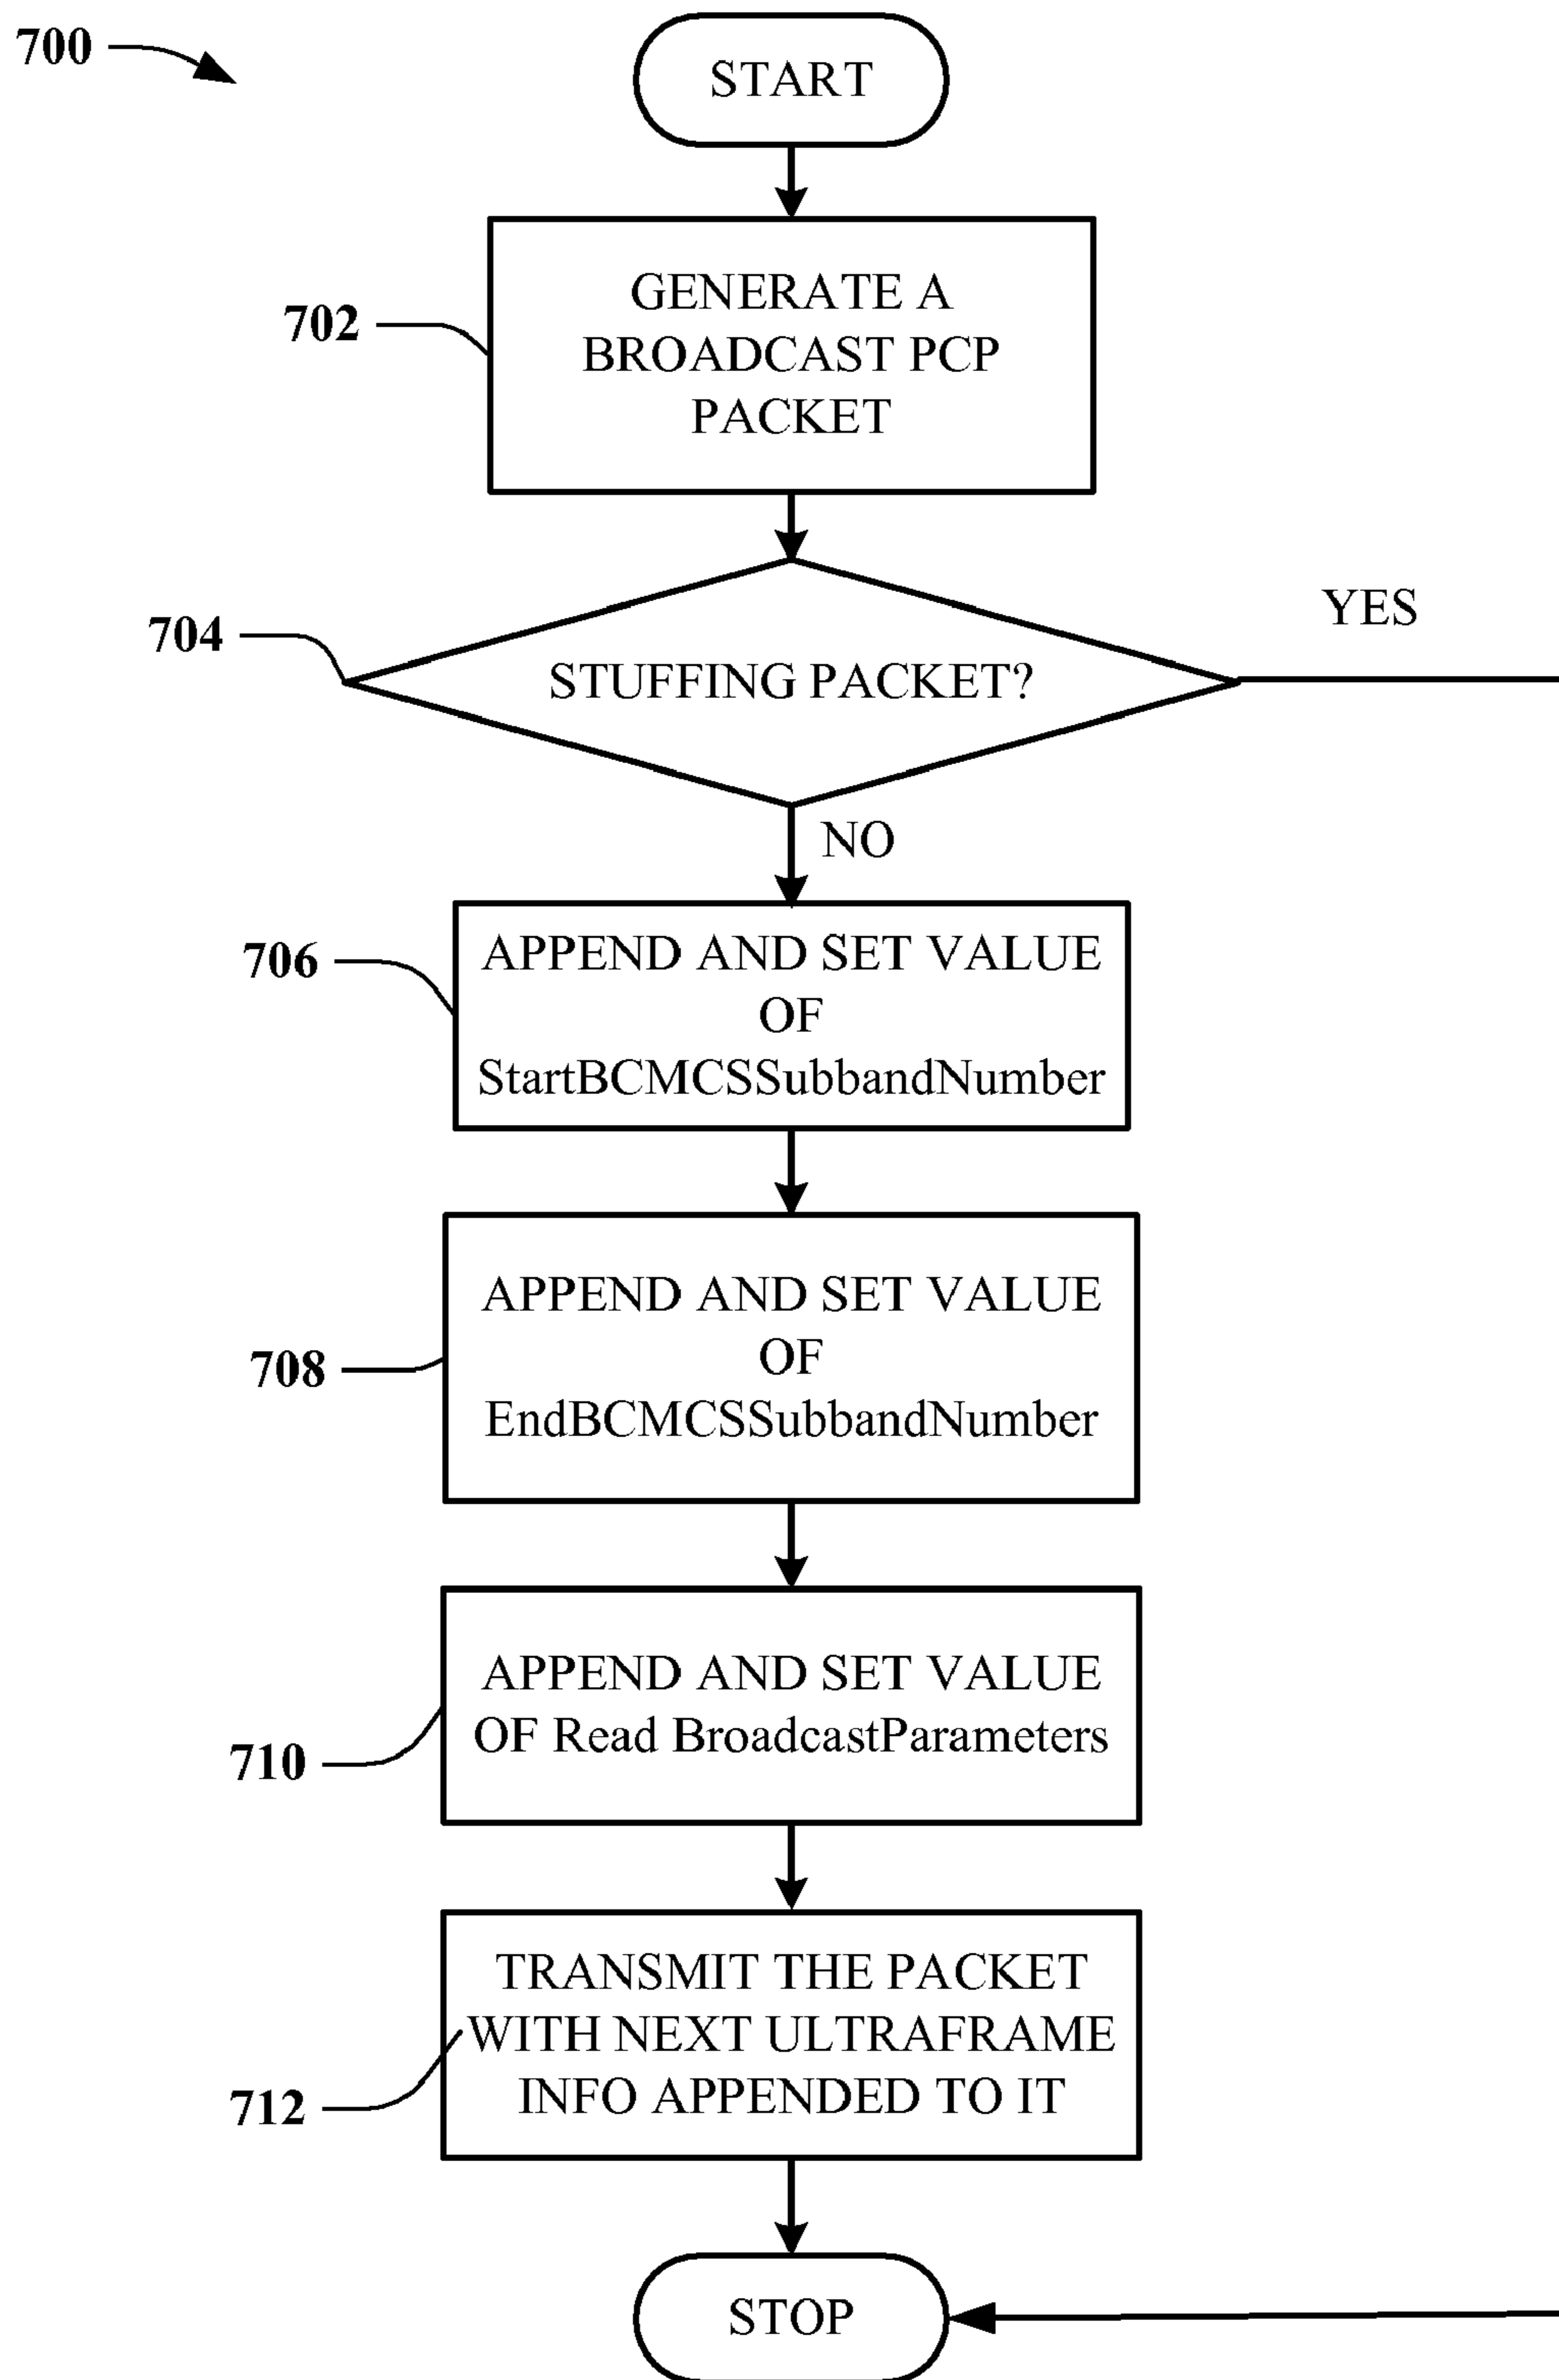 700
START
702
GENERATE A
BROADCAST PCP
PACKET
704
STUFFING PACKET?
YES
NO
706
APPEND AND SET VALUE
OF
StartBCMCSSubbandNumber
708
APPEND AND SET VALUE
OF
EndBCMCSSubbandNumber
710
APPEND AND SET VALUE
OF Read BroadcastParameters
712
TRANSMIT THE PACKET
WITH NEXT ULTRAFRAME
INFO APPENDED TO IT
STOP